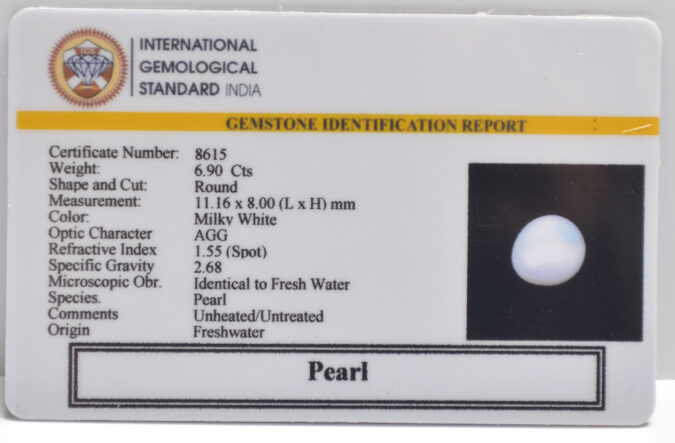 INTERNATIONAL
GEMOLOGICAL
STANDARD INDIA
GEMSTONE IDENTIFICATION REPORT
Certificate Number: 8615
Weight: 6.90 Cts
Shape and Cut: Round
Measurement: 11.16 x 8.00 (L x H) mm
Color: Milky White
Optic Character AGG
Refractive Index 1.55 (Spot)
Specific Gravity 2.68
Microscopic Obr. Identical to Fresh Water
Species. Pearl
Comments Unheated/Untreated
Origin Freshwater
Pearl